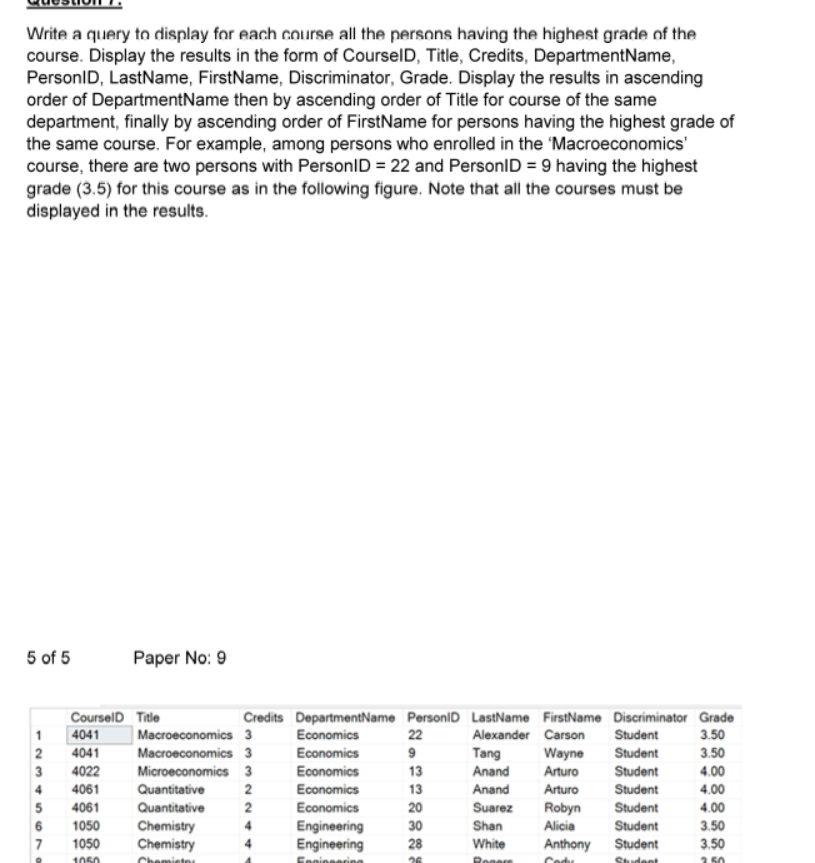 Question 7:
Write a query to display for each course all the persons having the highest grade of the
course. Display the results in the form of CourseID, Title, Credits, DepartmentName,
PersonID, LastName, FirstName, Discriminator, Grade. Display the results in ascending
order of DepartmentName then by ascending order of Title for course of the same
department, finally by ascending order of FirstName for persons having the highest grade of
the same course. For example, among persons who enrolled in the ‘Macroeconomics’
course, there are two persons with PersonID = 22 and PersonID = 9 having the highest
grade (3.5) for this course as in the following figure. Note that all the courses must be
displayed in the results.
5 of 5 Paper No: 9
CourseID Title Credits DepartmentName PersonID LastName FirstName Discriminator Grade
1 4041 Macroeconomics 3 Economics 22 Alexander Carson Student 3.50
2 4041 Macroeconomics 3 Economics 9 Tang Wayne Student 3.50
3 4022 Microeconomics 3 Economics 13 Anand Arturo Student 4.00
4 4061 Quantitative 2 Economics 13 Anand Arturo Student 4.00
5 4061 Quantitative 2 Economics 20 Suarez Robyn Student 4.00
6 1050 Chemistry 4 Engineering 30 Shan Alicia Student 3.50
7 1050 Chemistry 4 Engineering 28 White Anthony Student 3.50
8 1050 Chemistry 4 Engineering 26 Rogers Cody Student 3.50